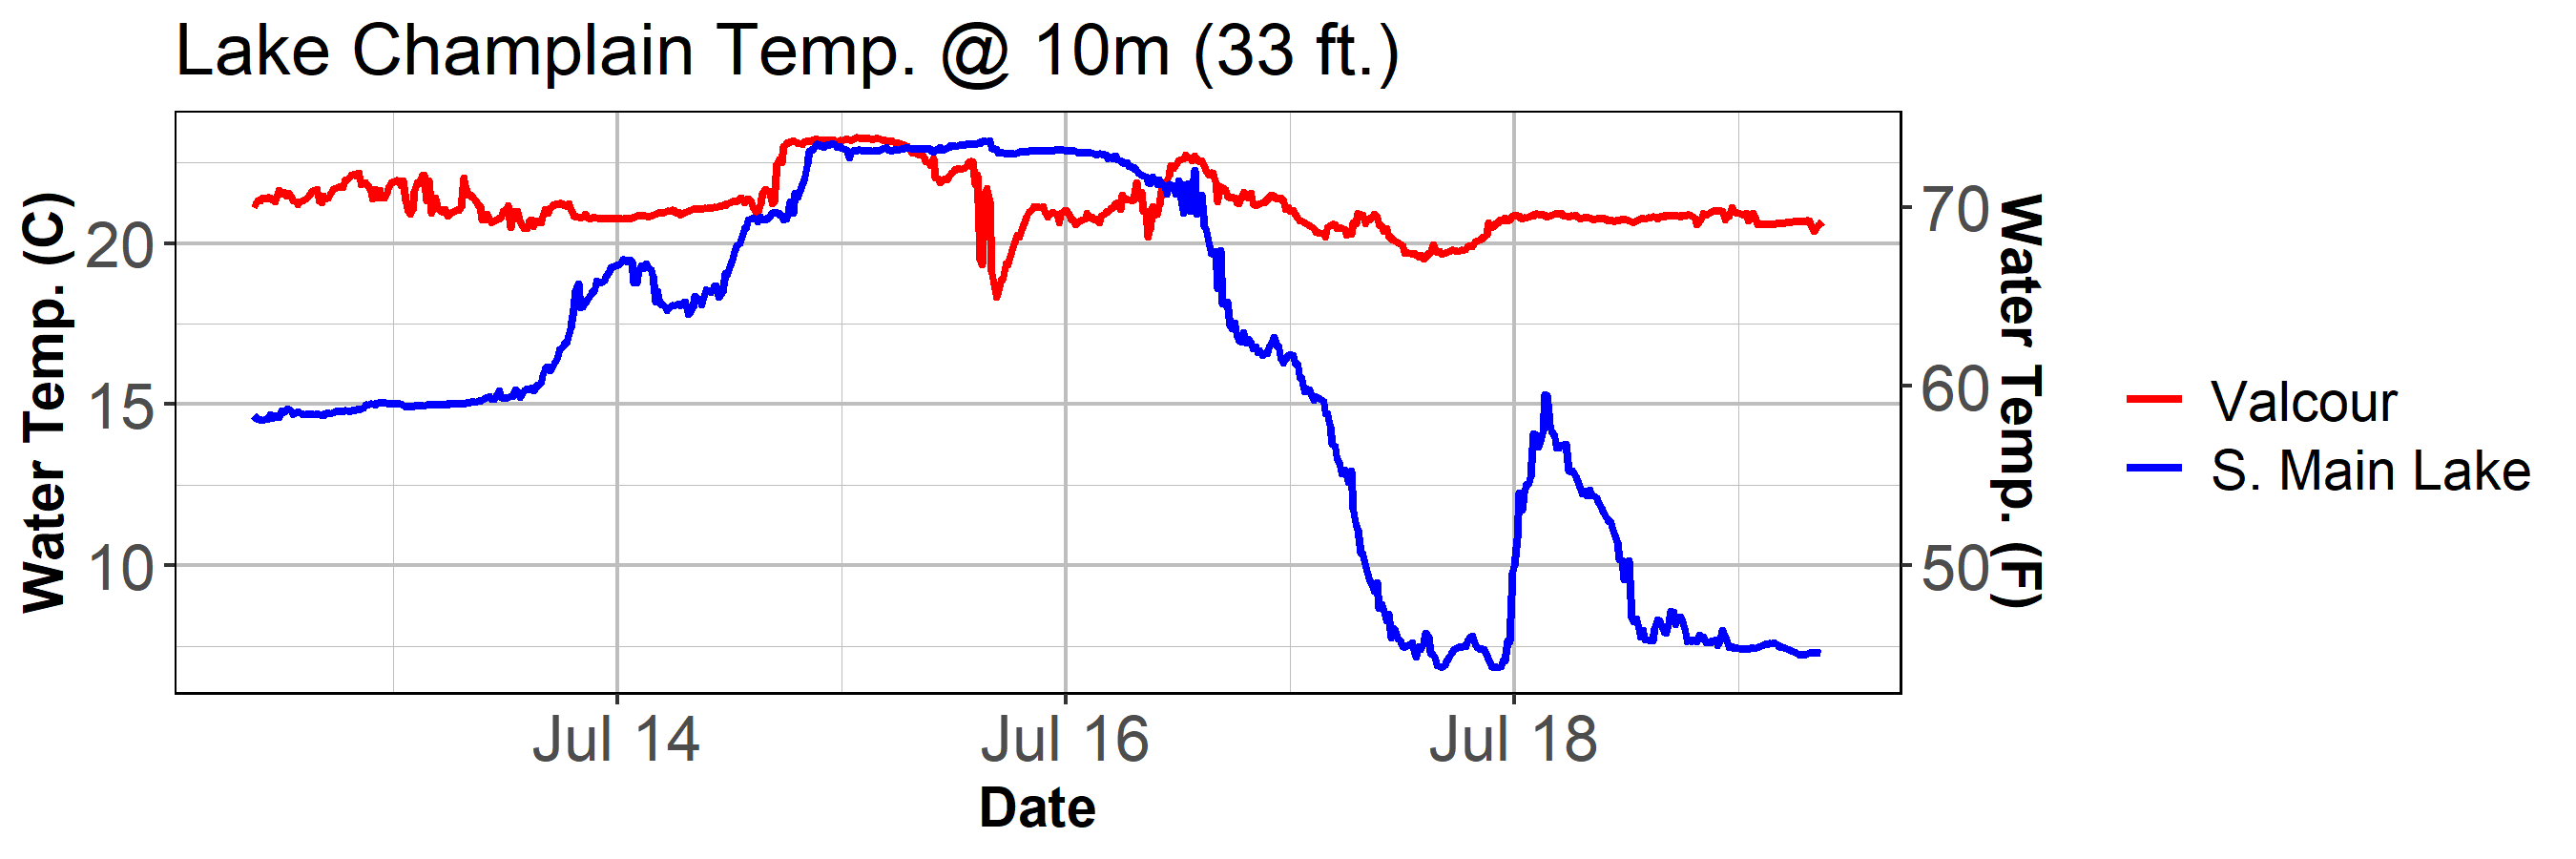 Lake Champlain Temp. @ 10m (33 ft.)
Water Temp. (C)
20
15
10
70
60
50
Water Temp. (F)
Jul 14
Jul 16
Jul 18
Date
Valcour
S. Main Lake